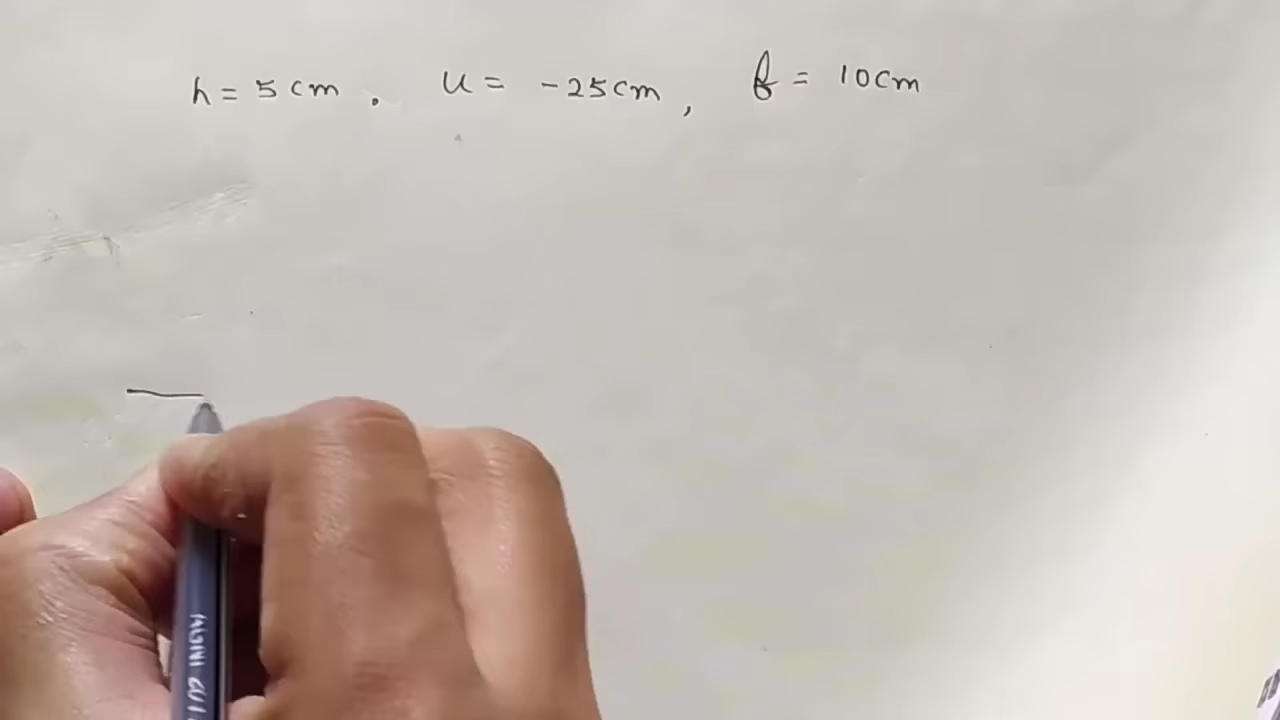 h = 5 cm . u = -25cm , f = 10cm